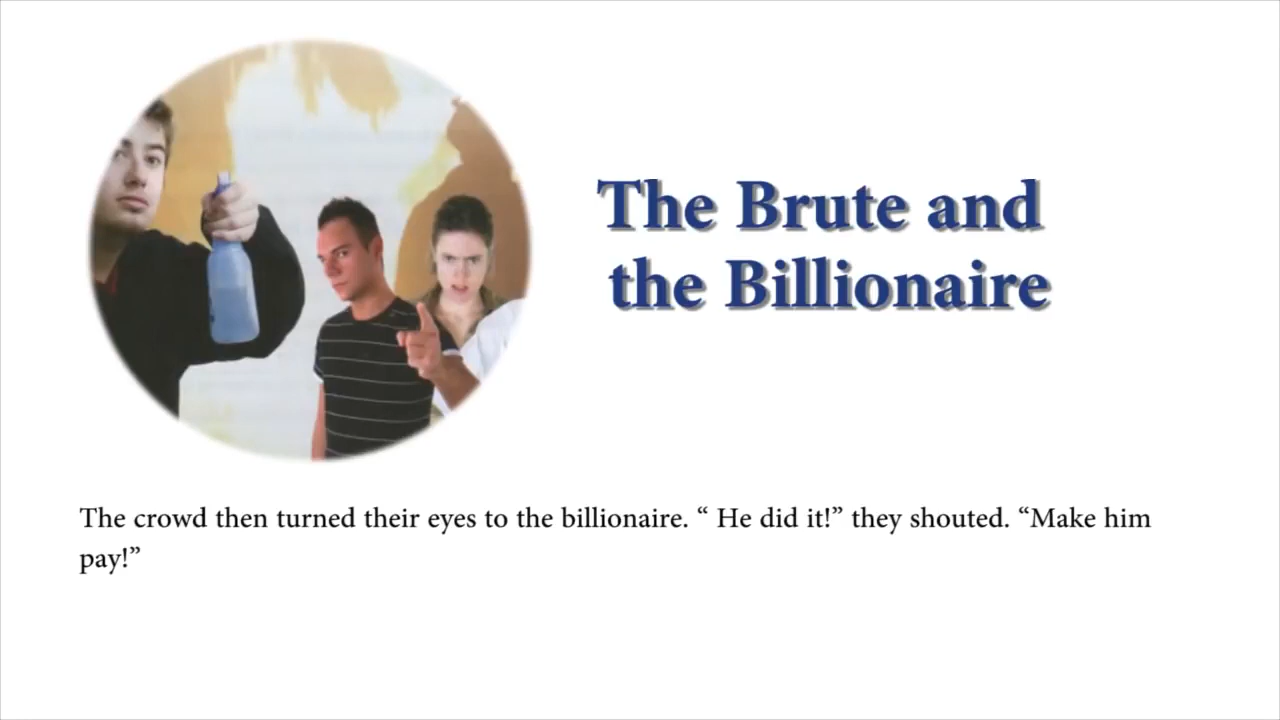 The Brute and
the Billionaire
The crowd then turned their eyes to the billionaire. “ He did it!” they shouted. “Make him
pay!”